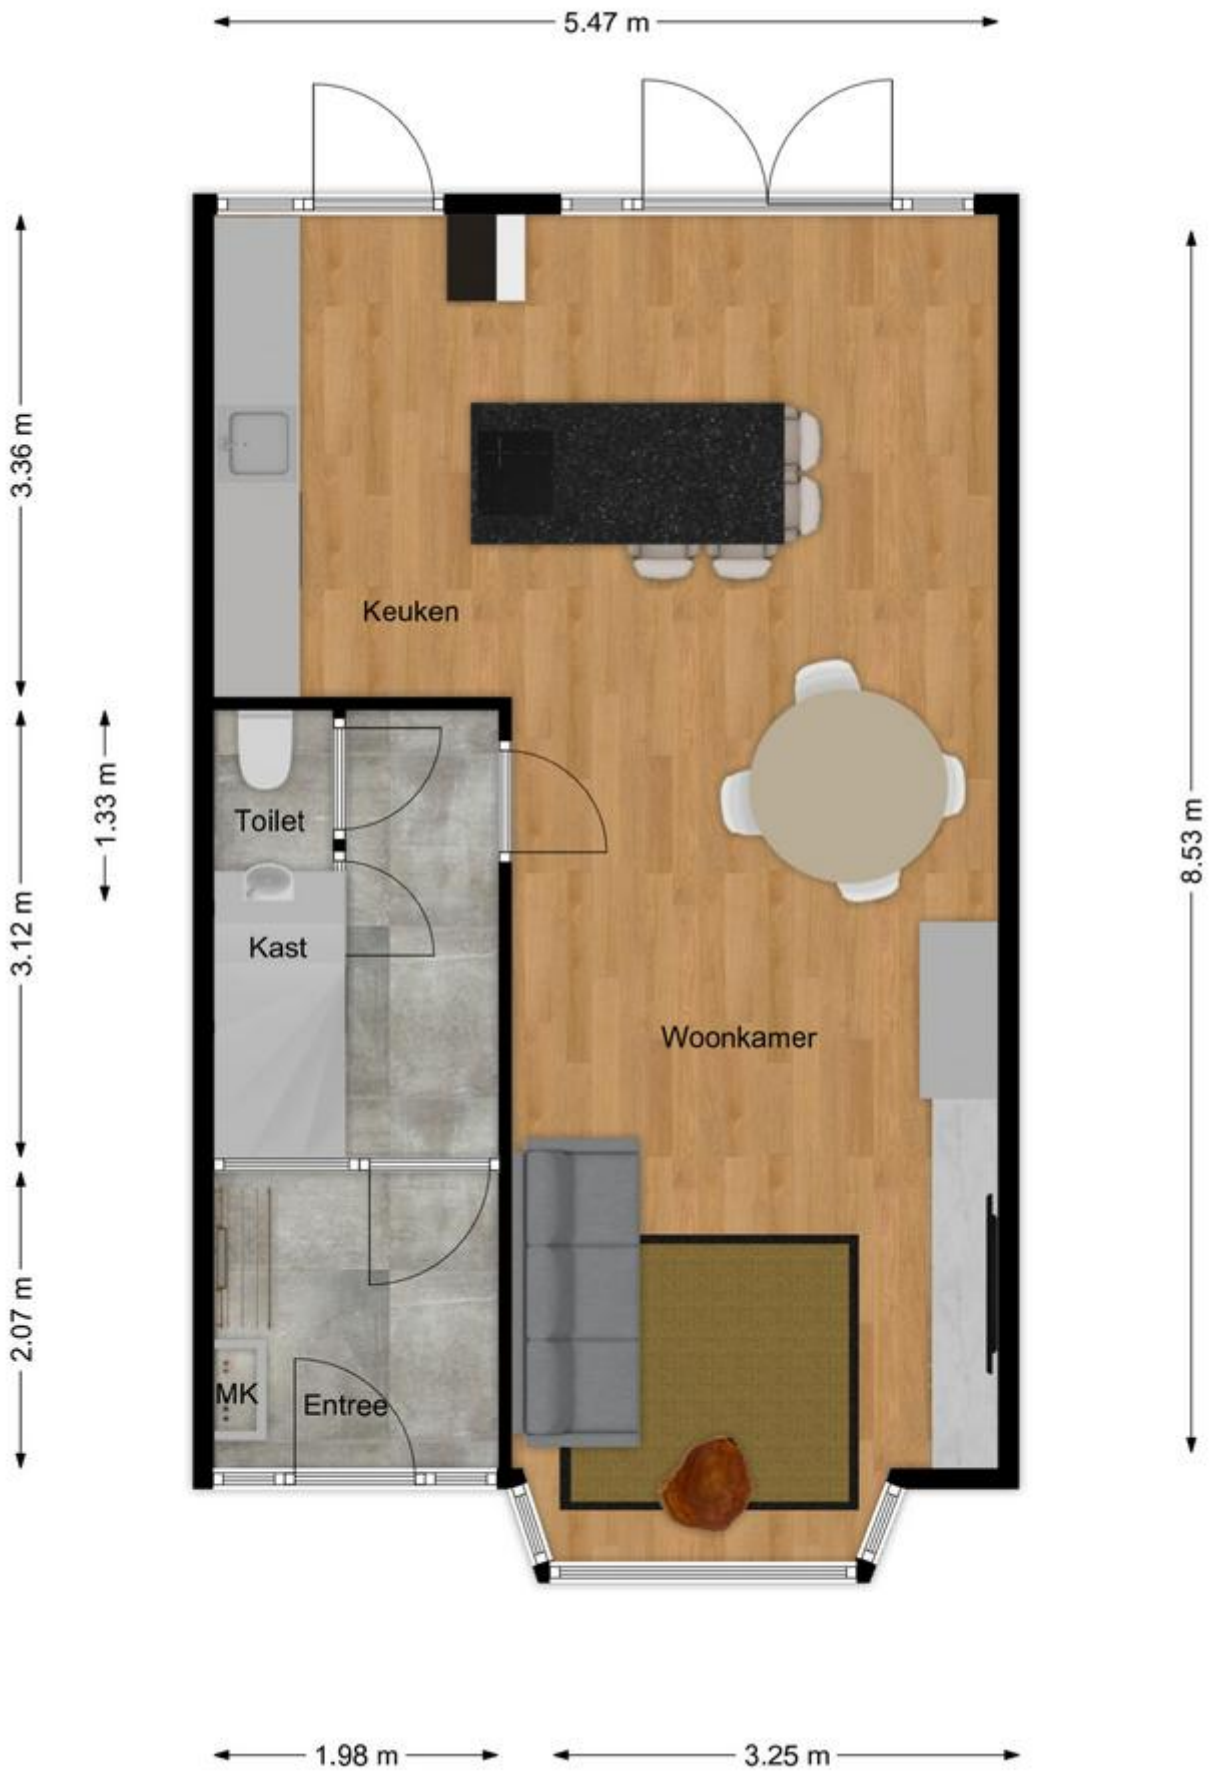 5.47 m
3.36 m
Keuken
1.33 m
Toilet
8.53 m
3.12 m
Kast
Woonkamer
2.07 m
MK
Entree
1.98 m
3.25 m